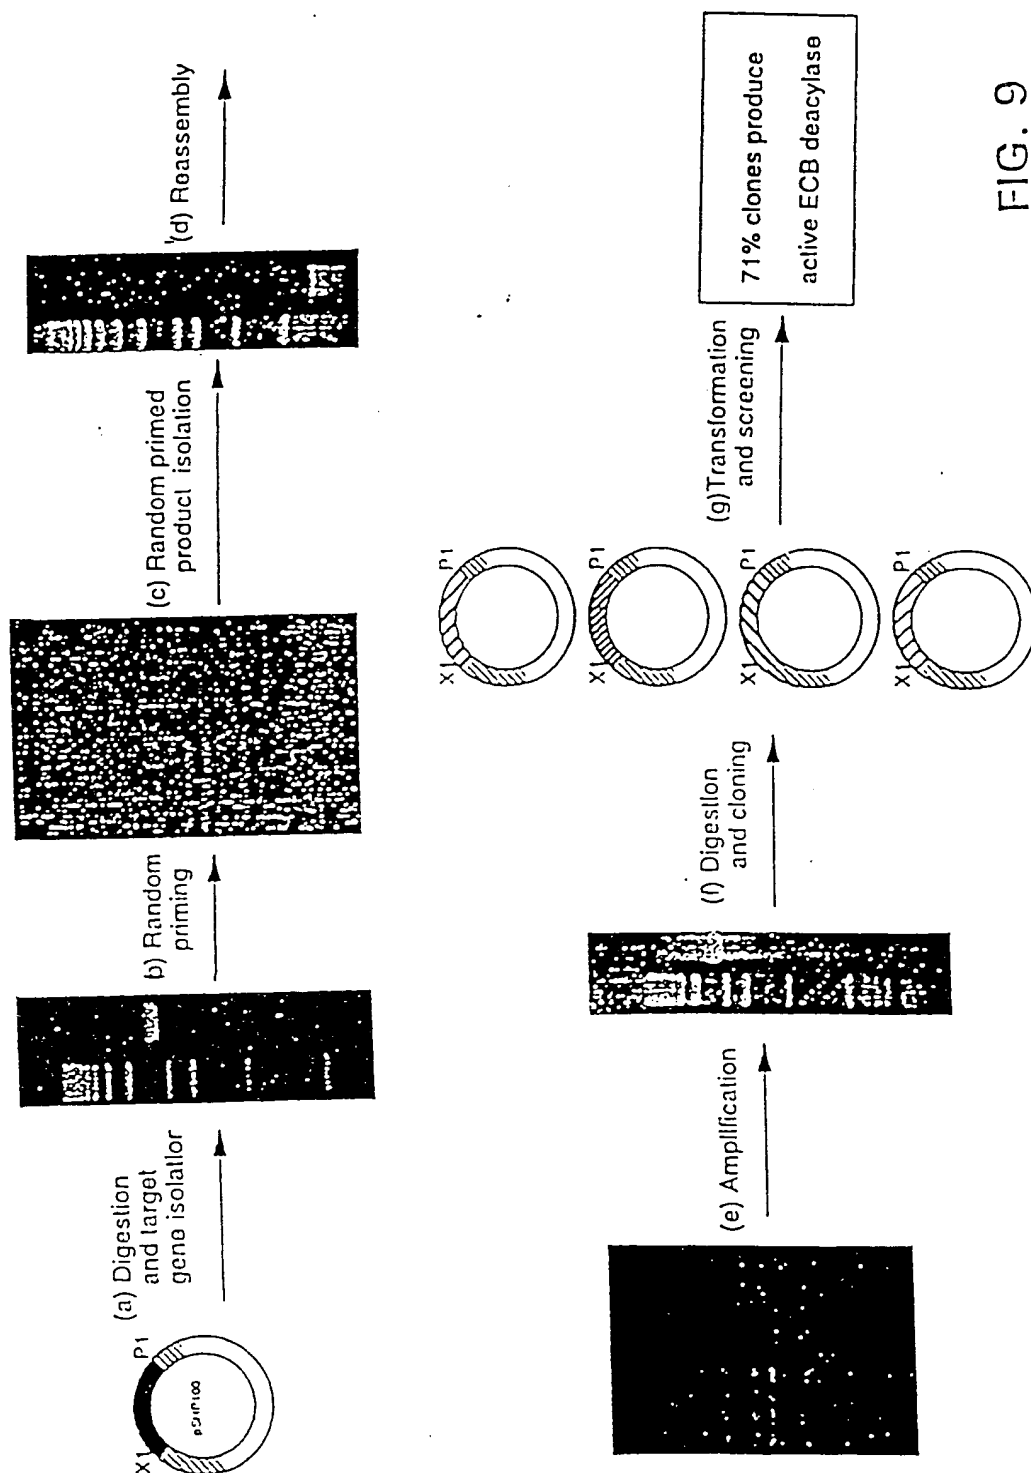 X1
P1
(a) Digestion
and target
gene isolation
b) Random
priming
(c) Random primed
product isolation
(d) Reassembly
(e) Amplification
(f) Digestion
and cloning
X1
P1
X1
P1
X1
P1
X1
P1
(g)Transformation
and screening
71% clones produce
active ECB deacylase
FIG. 9